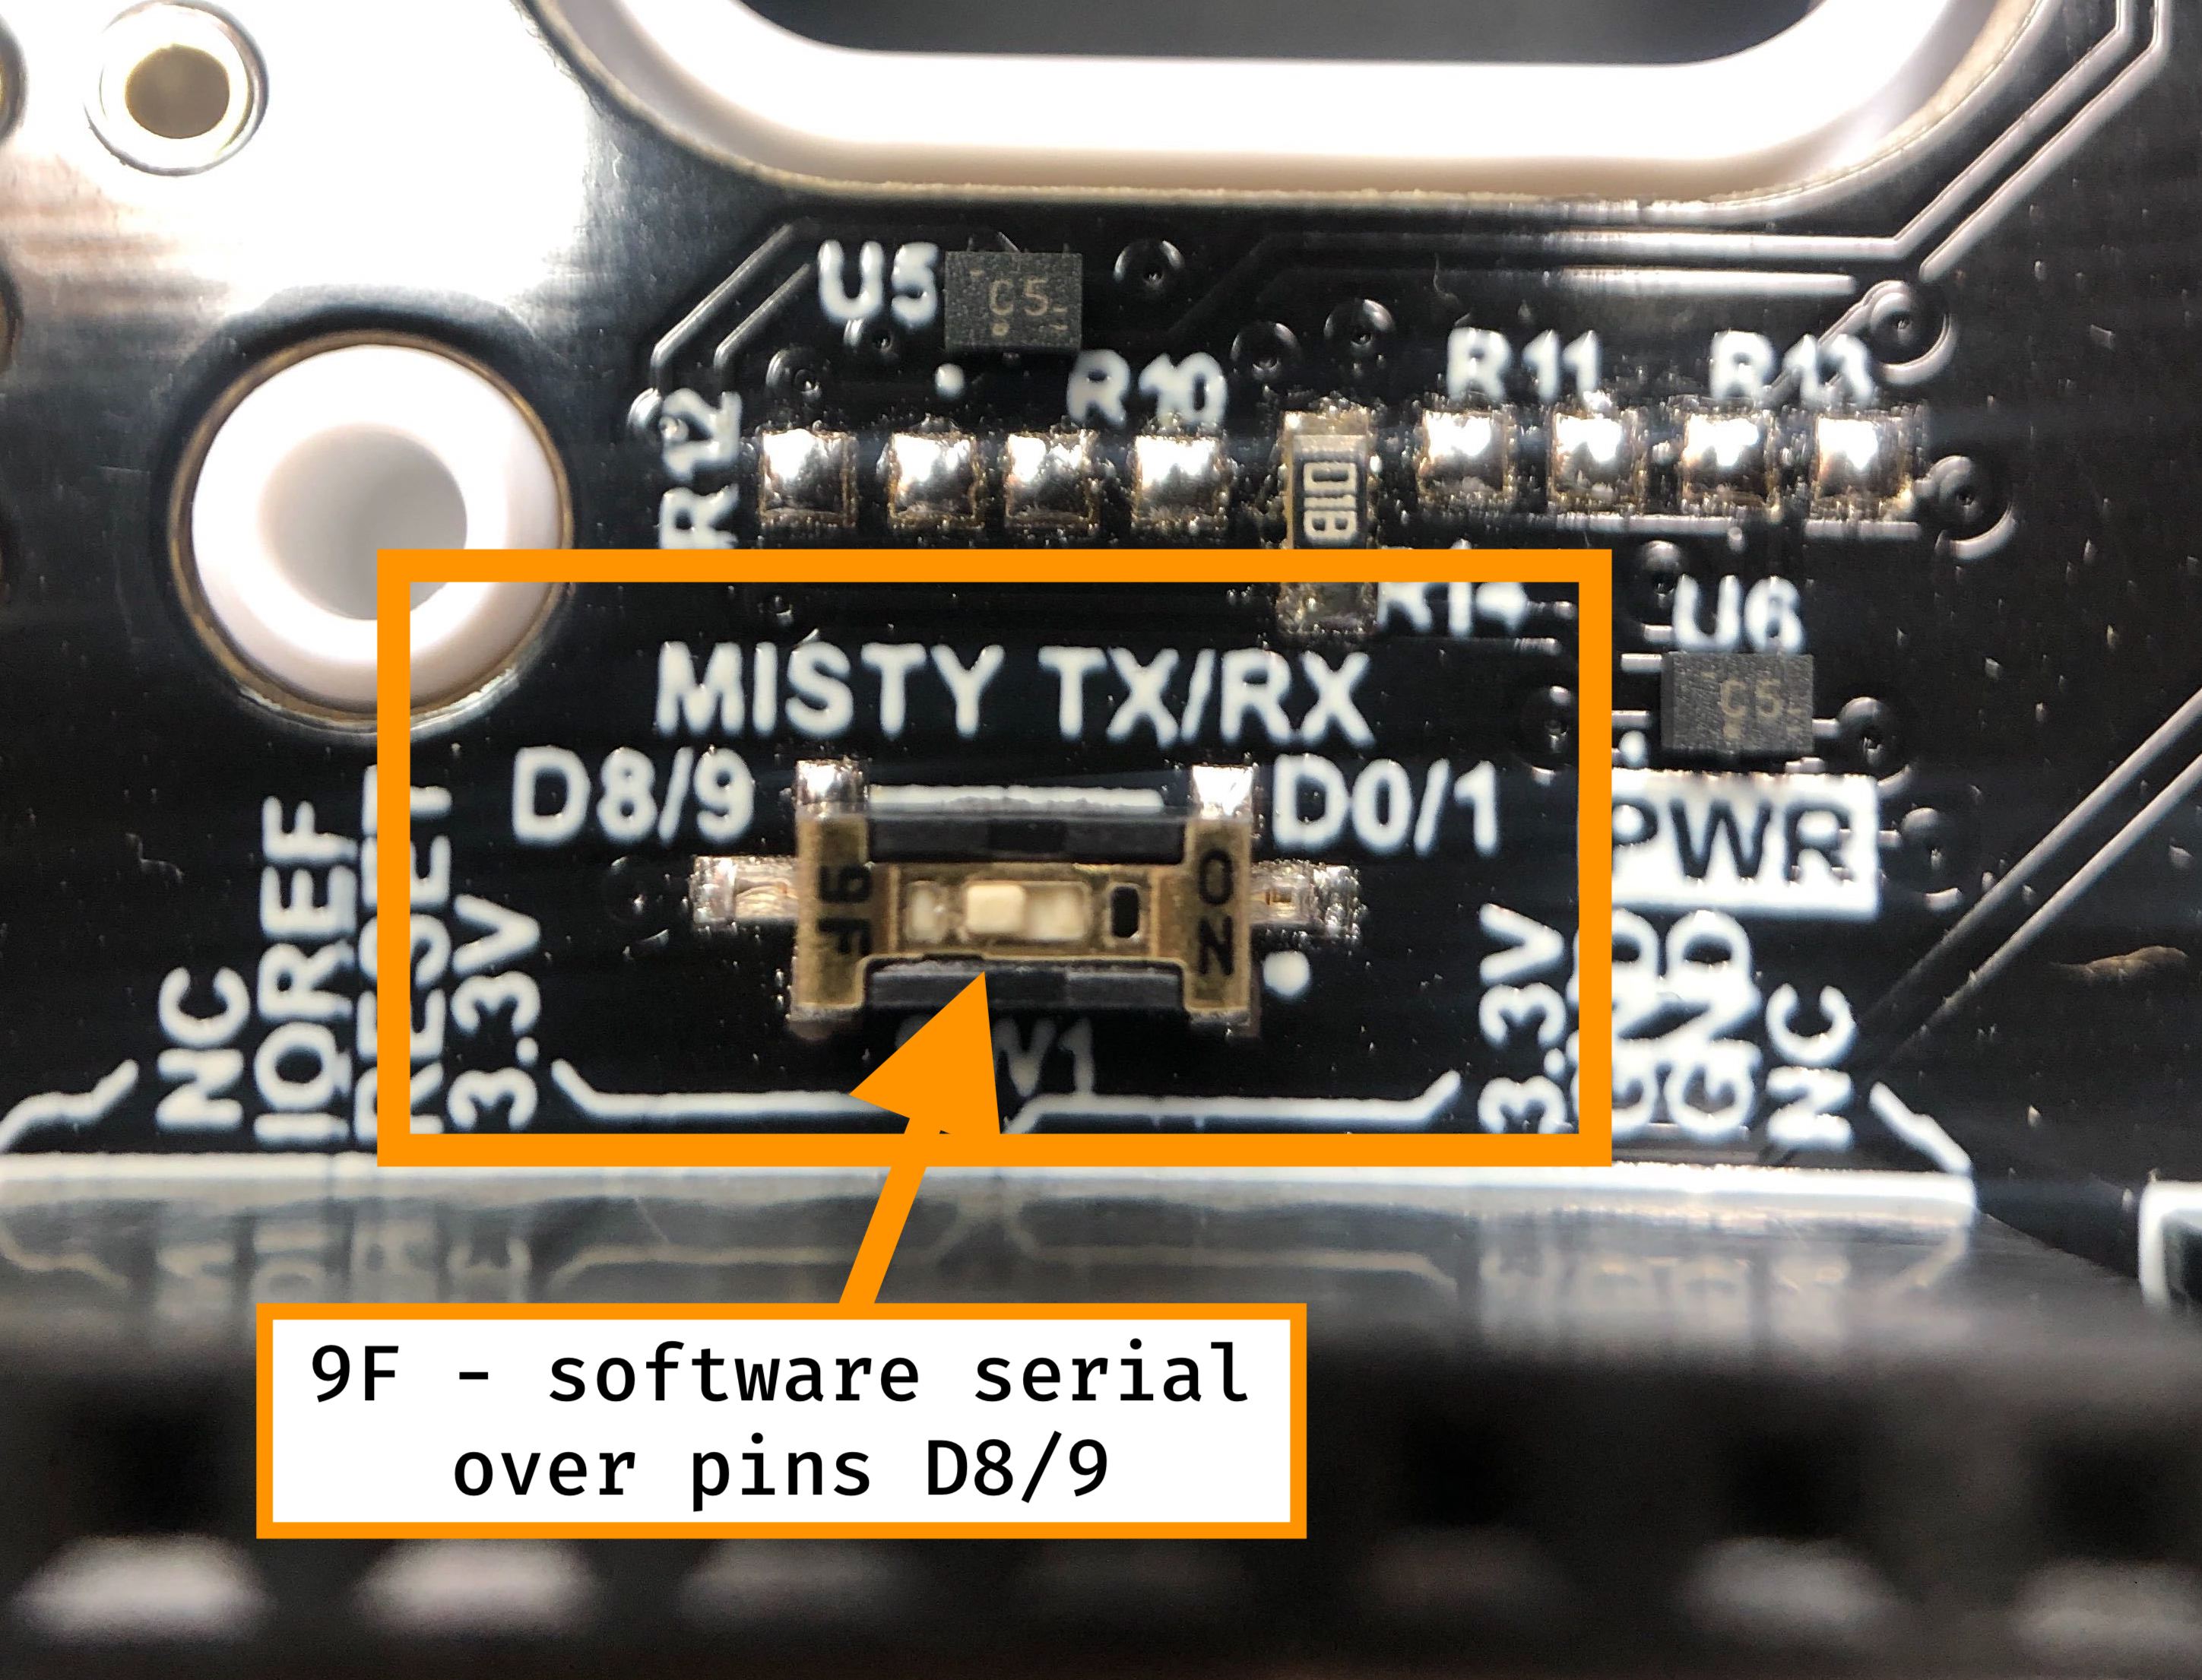 U5
C5
R10
R11
R13
R12
D1B
R14
U6
C5
MISTY TX/RX
D8/9
D0/1
PWR
9F
ON
NC
IOREF
RESET
3.3V
3.3V
GND
GND
NC
9F - software serial
over pins D8/9